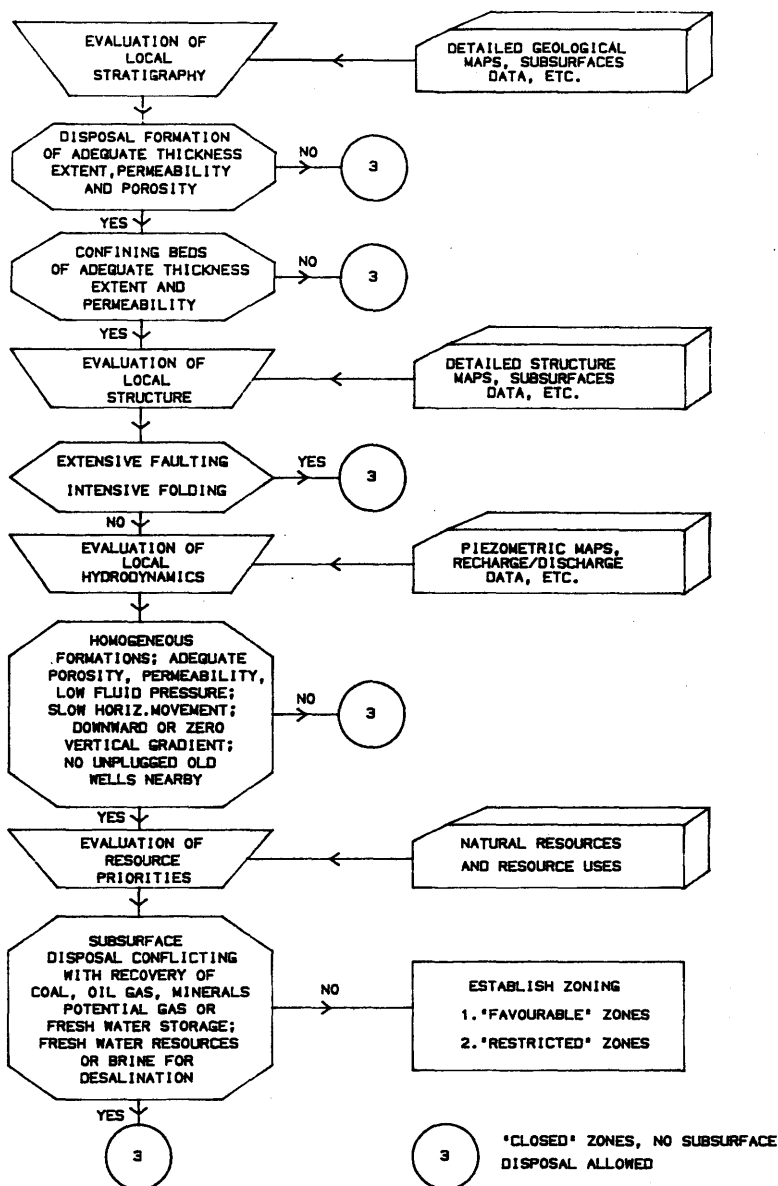 EVALUATION OF
LOCAL
STRATIGRAPHY
DETAILED GEOLOGICAL
MAPS, SUBSURFACES
DATA, ETC.
DISPOSAL FORMATION
OF ADEQUATE THICKNESS
EXTENT, PERMEABILITY
AND POROSITY
NO
3
YES
CONFINING BEDS
OF ADEQUATE THICKNESS
EXTENT AND
PERMEABILITY
NO
3
YES
EVALUATION OF
LOCAL
STRUCTURE
DETAILED STRUCTURE
MAPS, SUBSURFACES
DATA, ETC.
EXTENSIVE FAULTING
INTENSIVE FOLDING
YES
3
NO
EVALUATION OF
LOCAL
HYDRODYNAMICS
PIEZOMETRIC MAPS,
RECHARGE/DISCHARGE
DATA, ETC.
HOMOGENEOUS
FORMATIONS; ADEQUATE
POROSITY, PERMEABILITY,
LOW FLUID PRESSURE;
SLOW HORIZ.MOVEMENT;
DOWNWARD OR ZERO
VERTICAL GRADIENT;
NO UNPLUGGED OLD
WELLS NEARBY
NO
3
YES
EVALUATION OF
RESOURCE
PRIORITIES
NATURAL RESOURCES
AND RESOURCE USES
SUBSURFACE
DISPOSAL CONFLICTING
WITH RECOVERY OF
COAL, OIL GAS, MINERALS
POTENTIAL GAS OR
FRESH WATER STORAGE;
FRESH WATER RESOURCES
OR BRINE FOR
DESALINATION
NO
ESTABLISH ZONING
1. "FAVOURABLE" ZONES
2. "RESTRICTED" ZONES
YES
3
3
"CLOSED" ZONES, NO SUBSURFACE
DISPOSAL ALLOWED